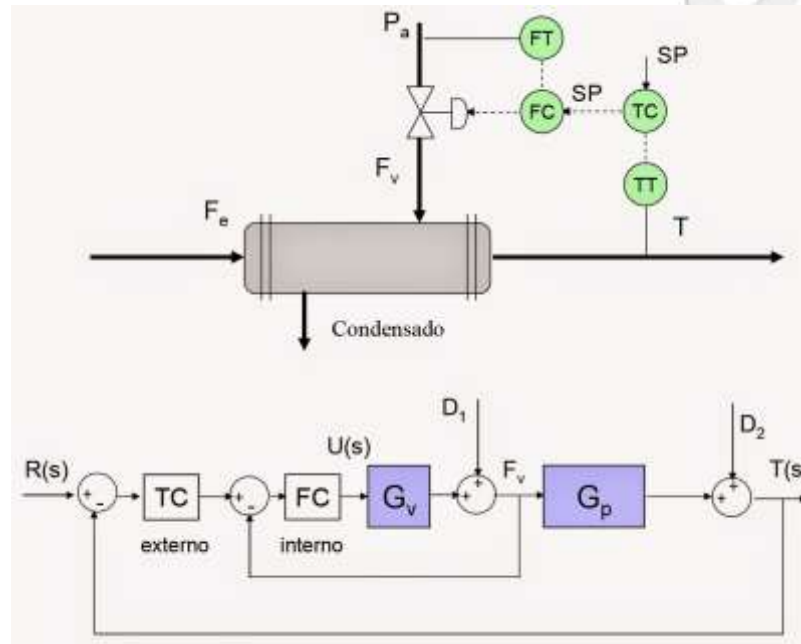 Pa
FT
SP
SP
FC
TC
Fv
TT
Fe
T
Condensado
D1
D2
R(s)
U(s)
Fv
T(s)
TC
FC
Gv
Gp
externo
interno